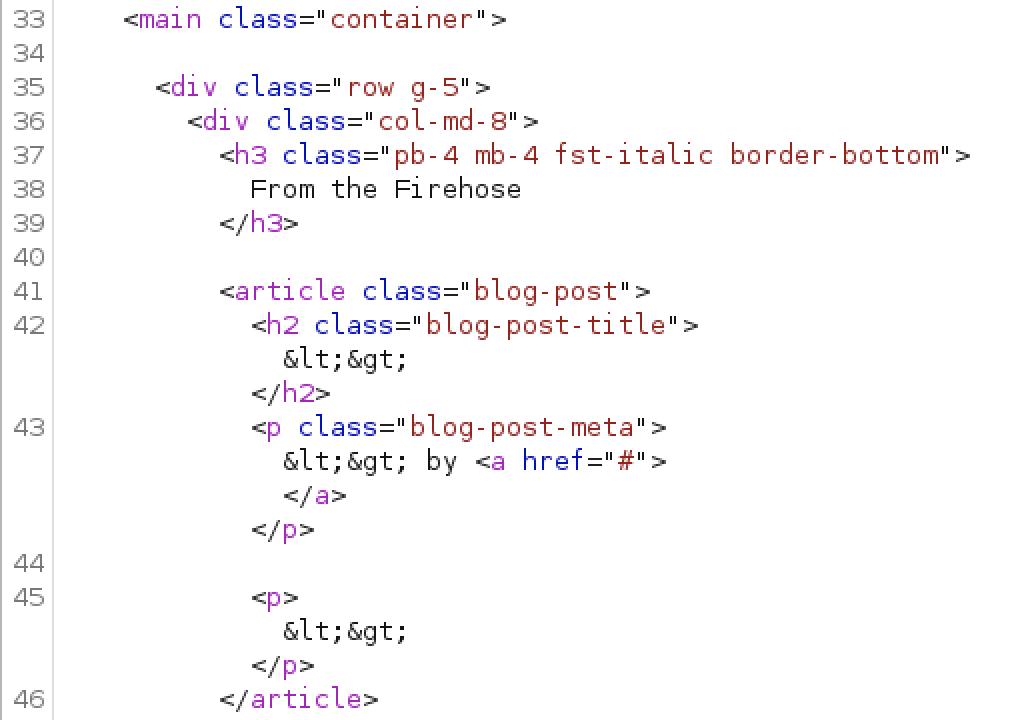 33 <main class="container">
34
35 <div class="row g-5">
36 <div class="col-md-8">
37 <h3 class="pb-4 mb-4 fst-italic border-bottom">
38 From the Firehose
39 </h3>
40
41 <article class="blog-post">
42 <h2 class="blog-post-title">
&lt;&gt;
</h2>
43 <p class="blog-post-meta">
&lt;&gt; by <a href="#">
</a>
</p>
44
45 <p>
&lt;&gt;
</p>
46 </article>